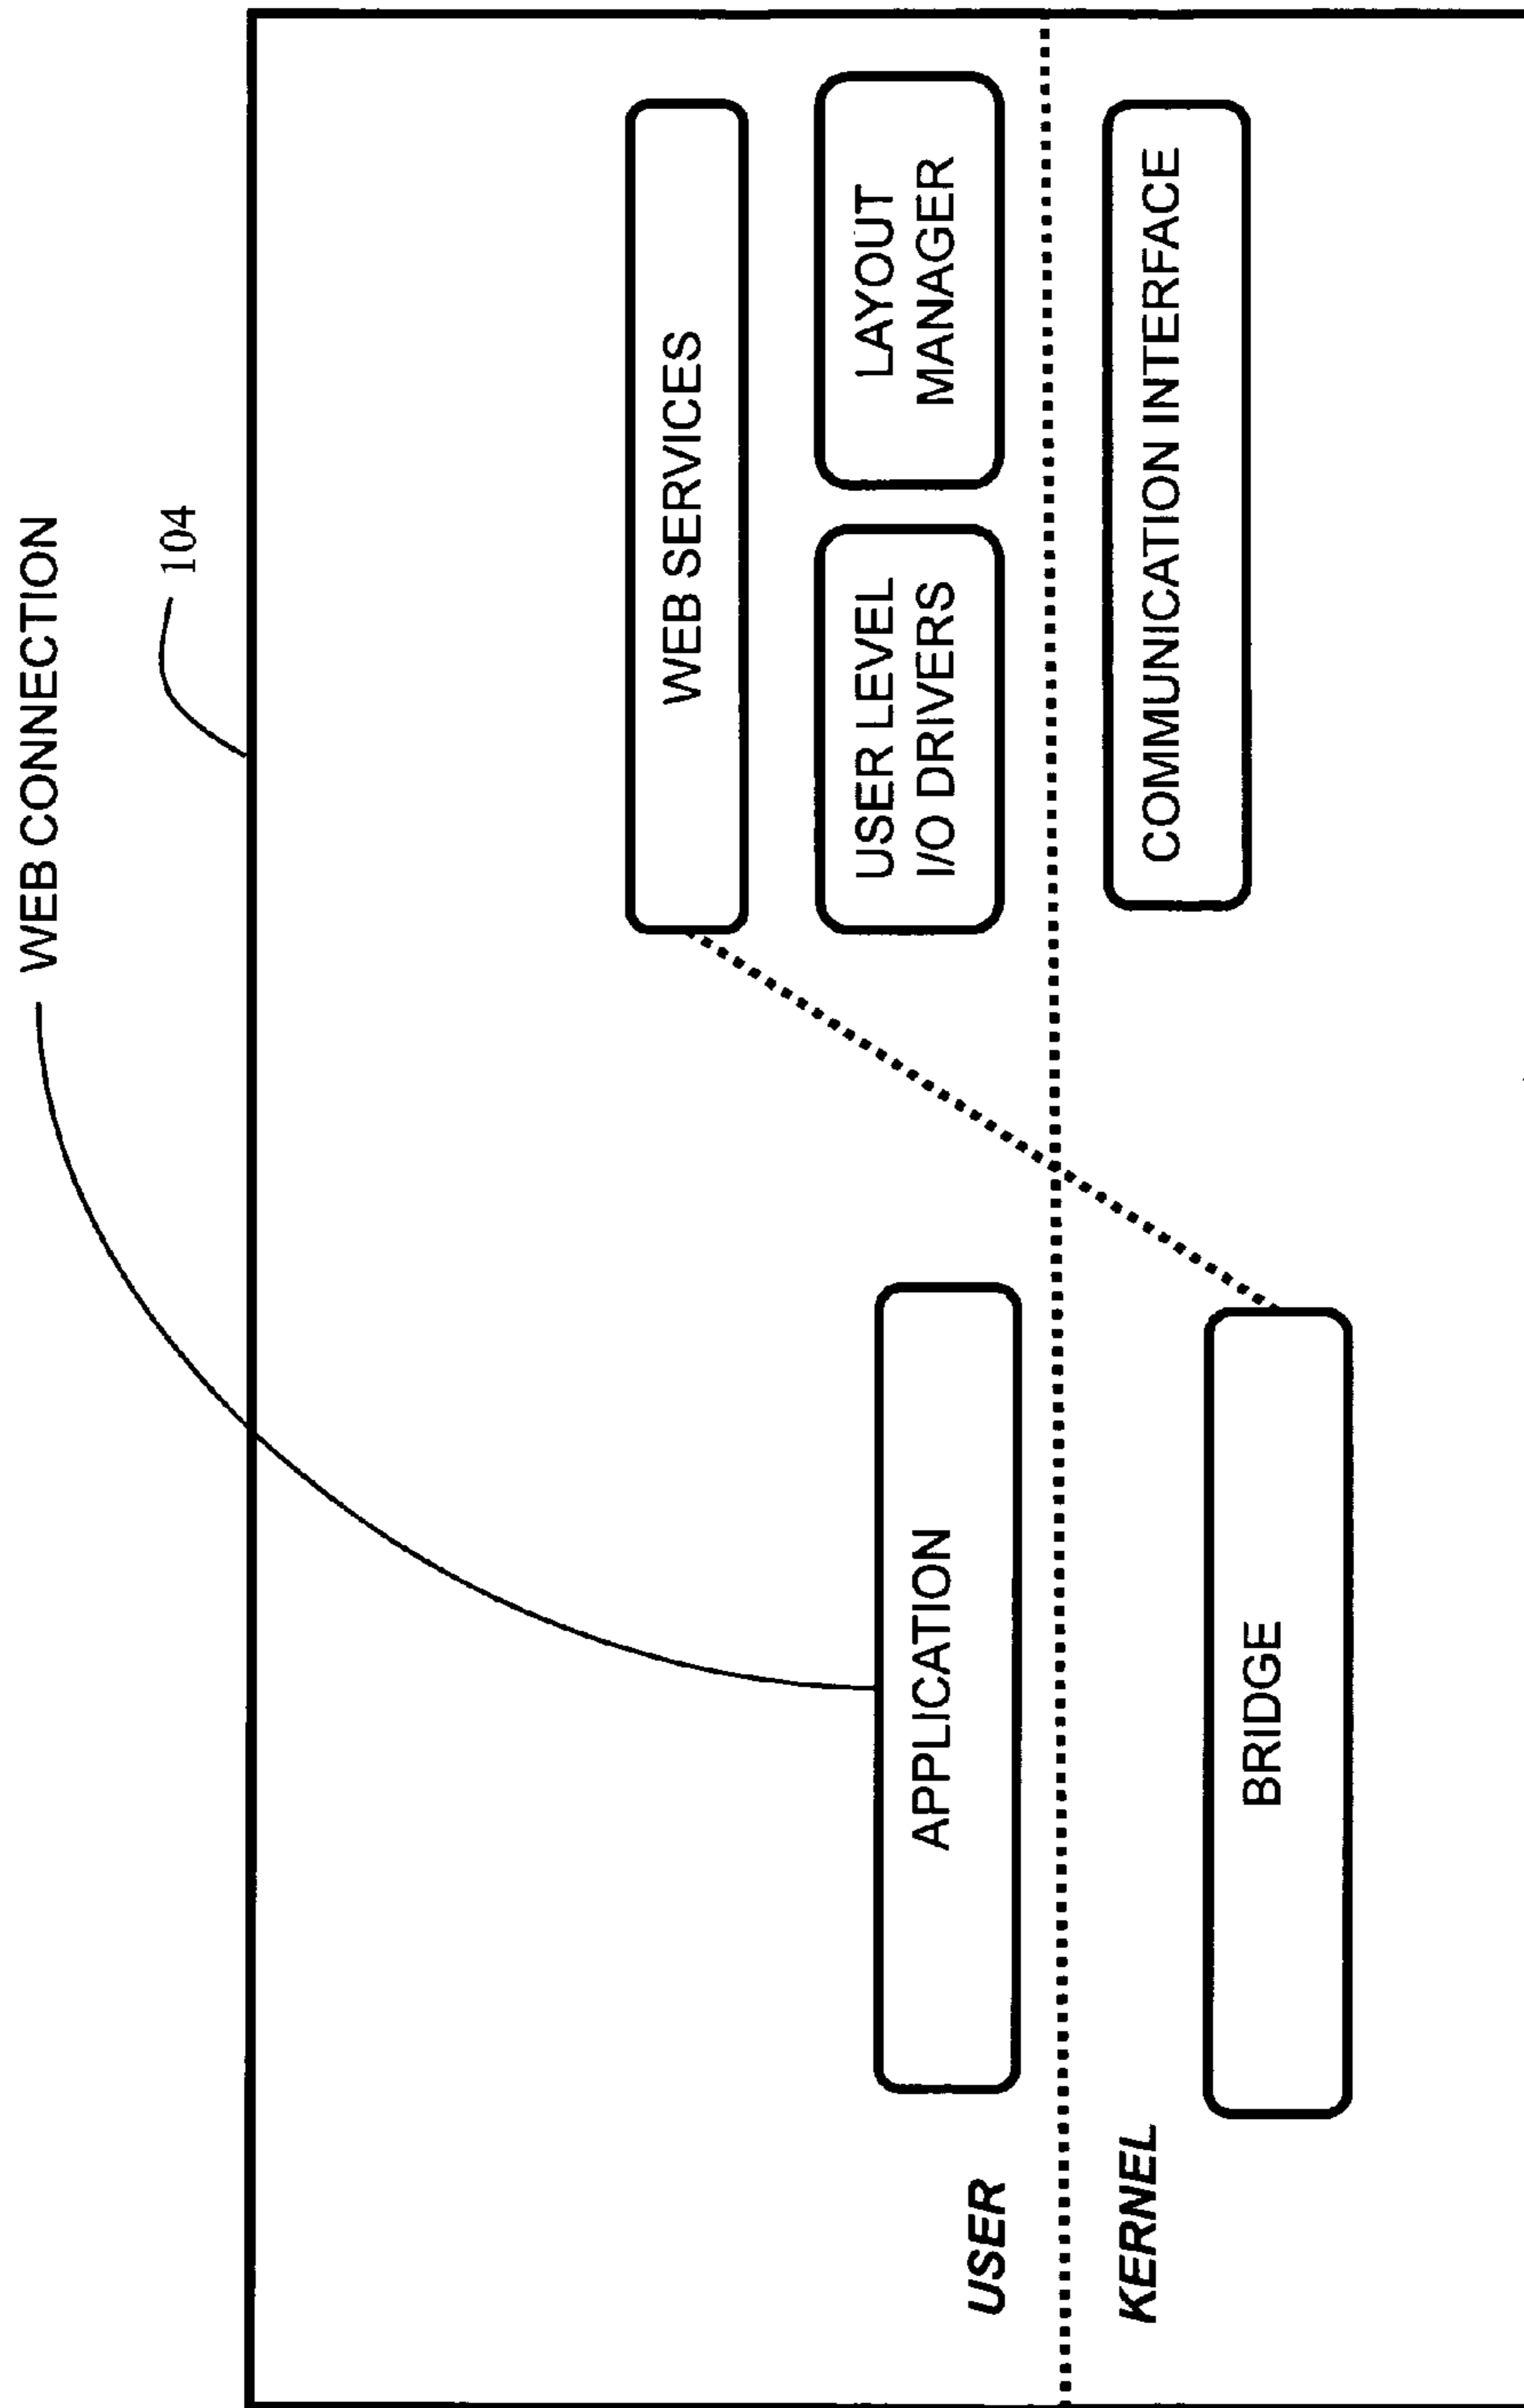 WEB CONNECTION
104
WEB SERVICES
USER LEVEL
I/O DRIVERS
LAYOUT
MANAGER
APPLICATION
USER
KERNEL
COMMUNICATION INTERFACE
BRIDGE